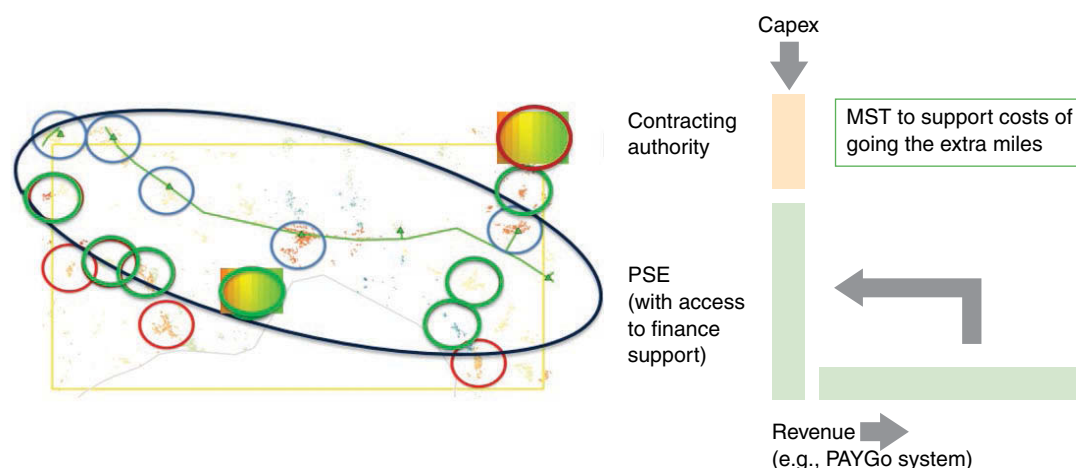 Capex
Contracting
authority
MST to support costs of
going the extra miles
PSE
(with access
to finance
support)
Revenue
(e.g., PAYGo system)